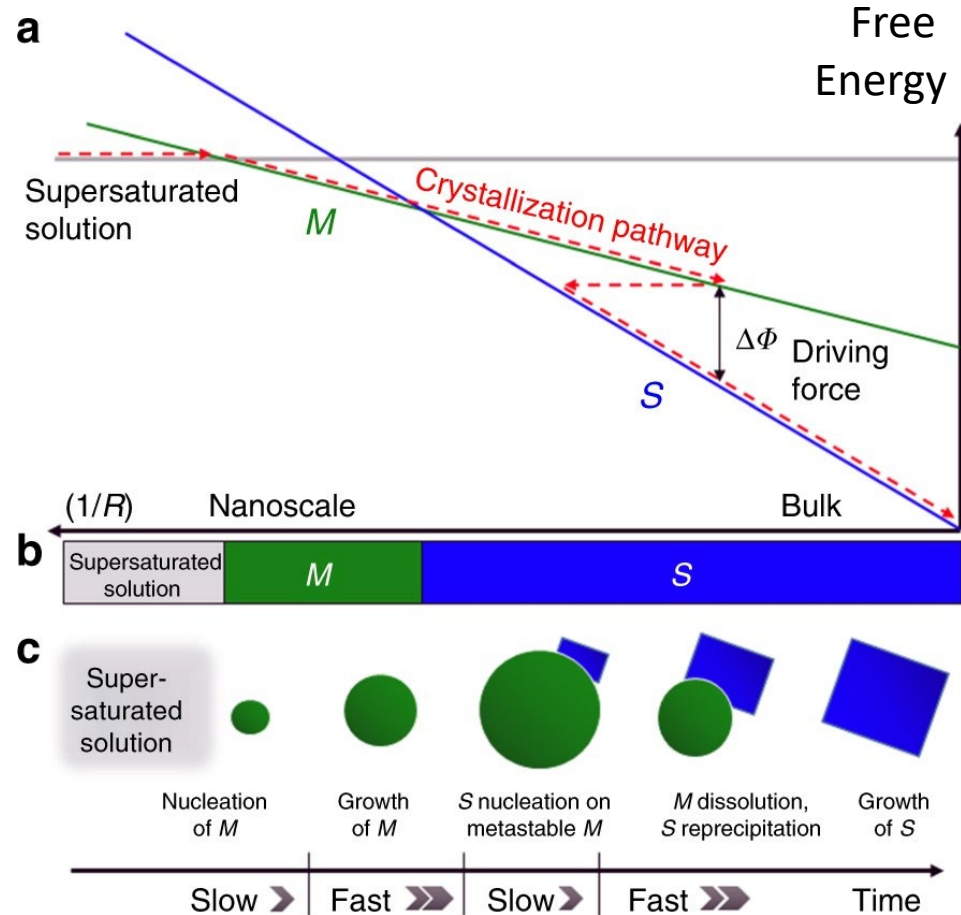 a
Free
Energy
Supersaturated
solution
M
Crystallization pathway
ΔΦ Driving
force
S
(1/R) Nanoscale Bulk
b
Supersaturated
solution
M
S
c
Super-
saturated
solution
Nucleation
of M
Growth
of M
S nucleation on
metastable M
M dissolution,
S reprecipitation
Growth
of S
Slow Fast Slow Fast Time